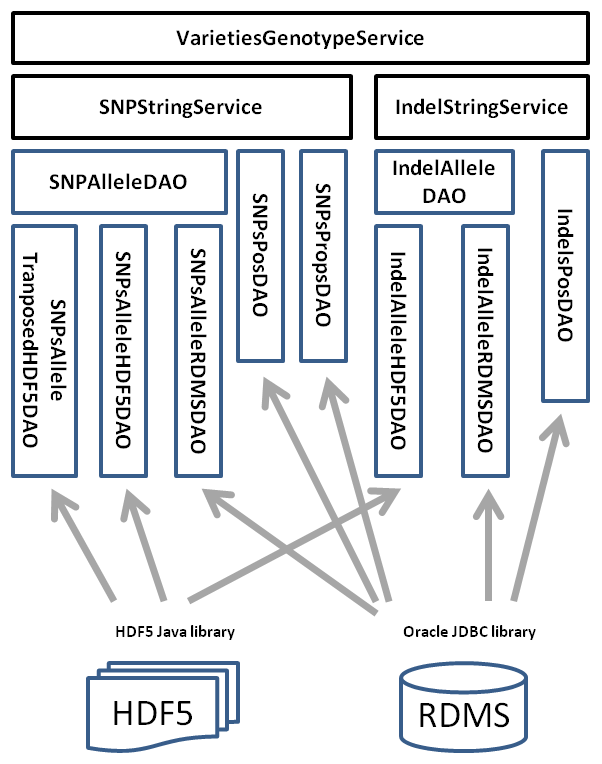 VarietiesGenotypeService
SNPStringService
IndelStringService
SNPAlleleDAO
SNPsPosDAO
SNPsPropsDAO
IndelAllele
DAO
IndelsPosDAO
SNPsAllele
TranposedHDF5DAO
SNPsAlleleHDF5DAO
SNPsAlleleRDMSDAO
IndelAlleleHDF5DAO
IndelAlleleRDMSDAO
HDF5 Java library
Oracle JDBC library
HDF5
RDMS